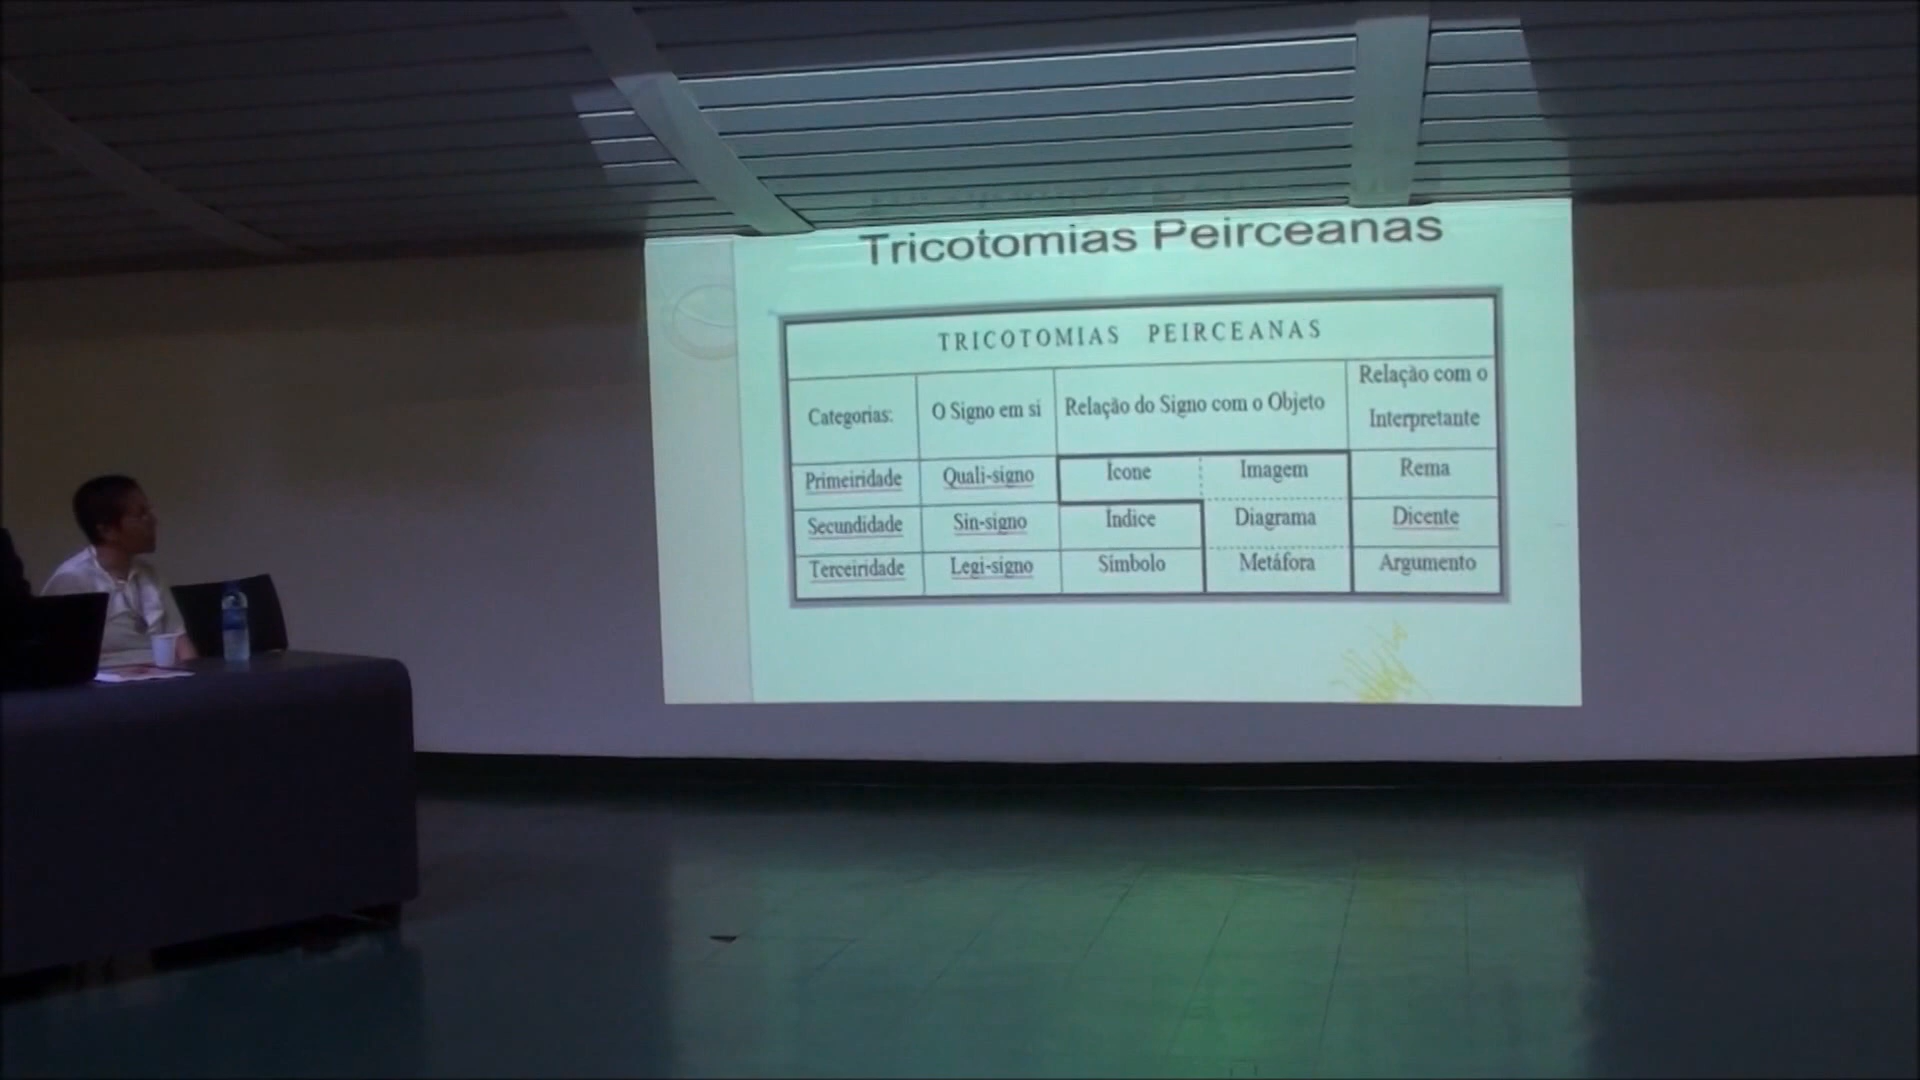 Tricotomias Peirceanas
TRICOTOMIAS PEIRCEANAS
Categorias: O Signo em si Relação do Signo com o Objeto Relação com o Interpretante
Primeiridade Quali-signo Ícone Imagem Rema
Secundidade Sin-signo Índice Diagrama Dicente
Terceiridade Legi-signo Símbolo Metáfora Argumento